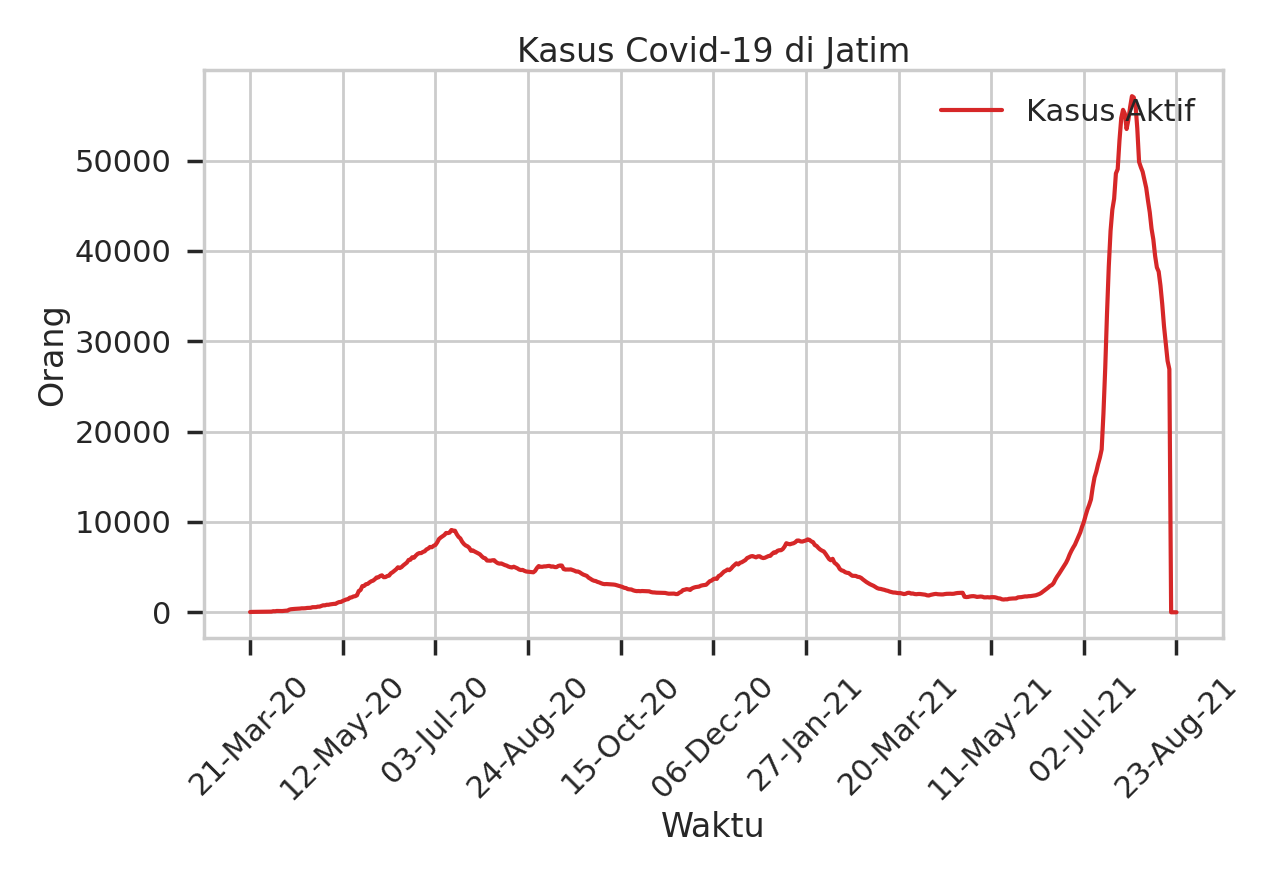 Kasus Covid-19 di Jatim
Kasus Aktif
50000
40000
30000
20000
10000
0
Orang
21-Mar-20
12-May-20
03-Jul-20
24-Aug-20
15-Oct-20
06-Dec-20
27-Jan-21
20-Mar-21
11-May-21
02-Jul-21
23-Aug-21
Waktu